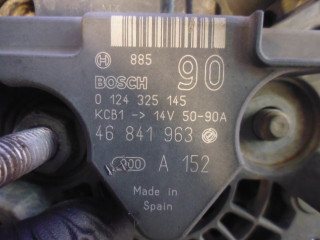 885
BOSCH 90
0 124 325 145
KCB1 -> 14V 50-90A
46 841 963
A 152
Made in
Spain